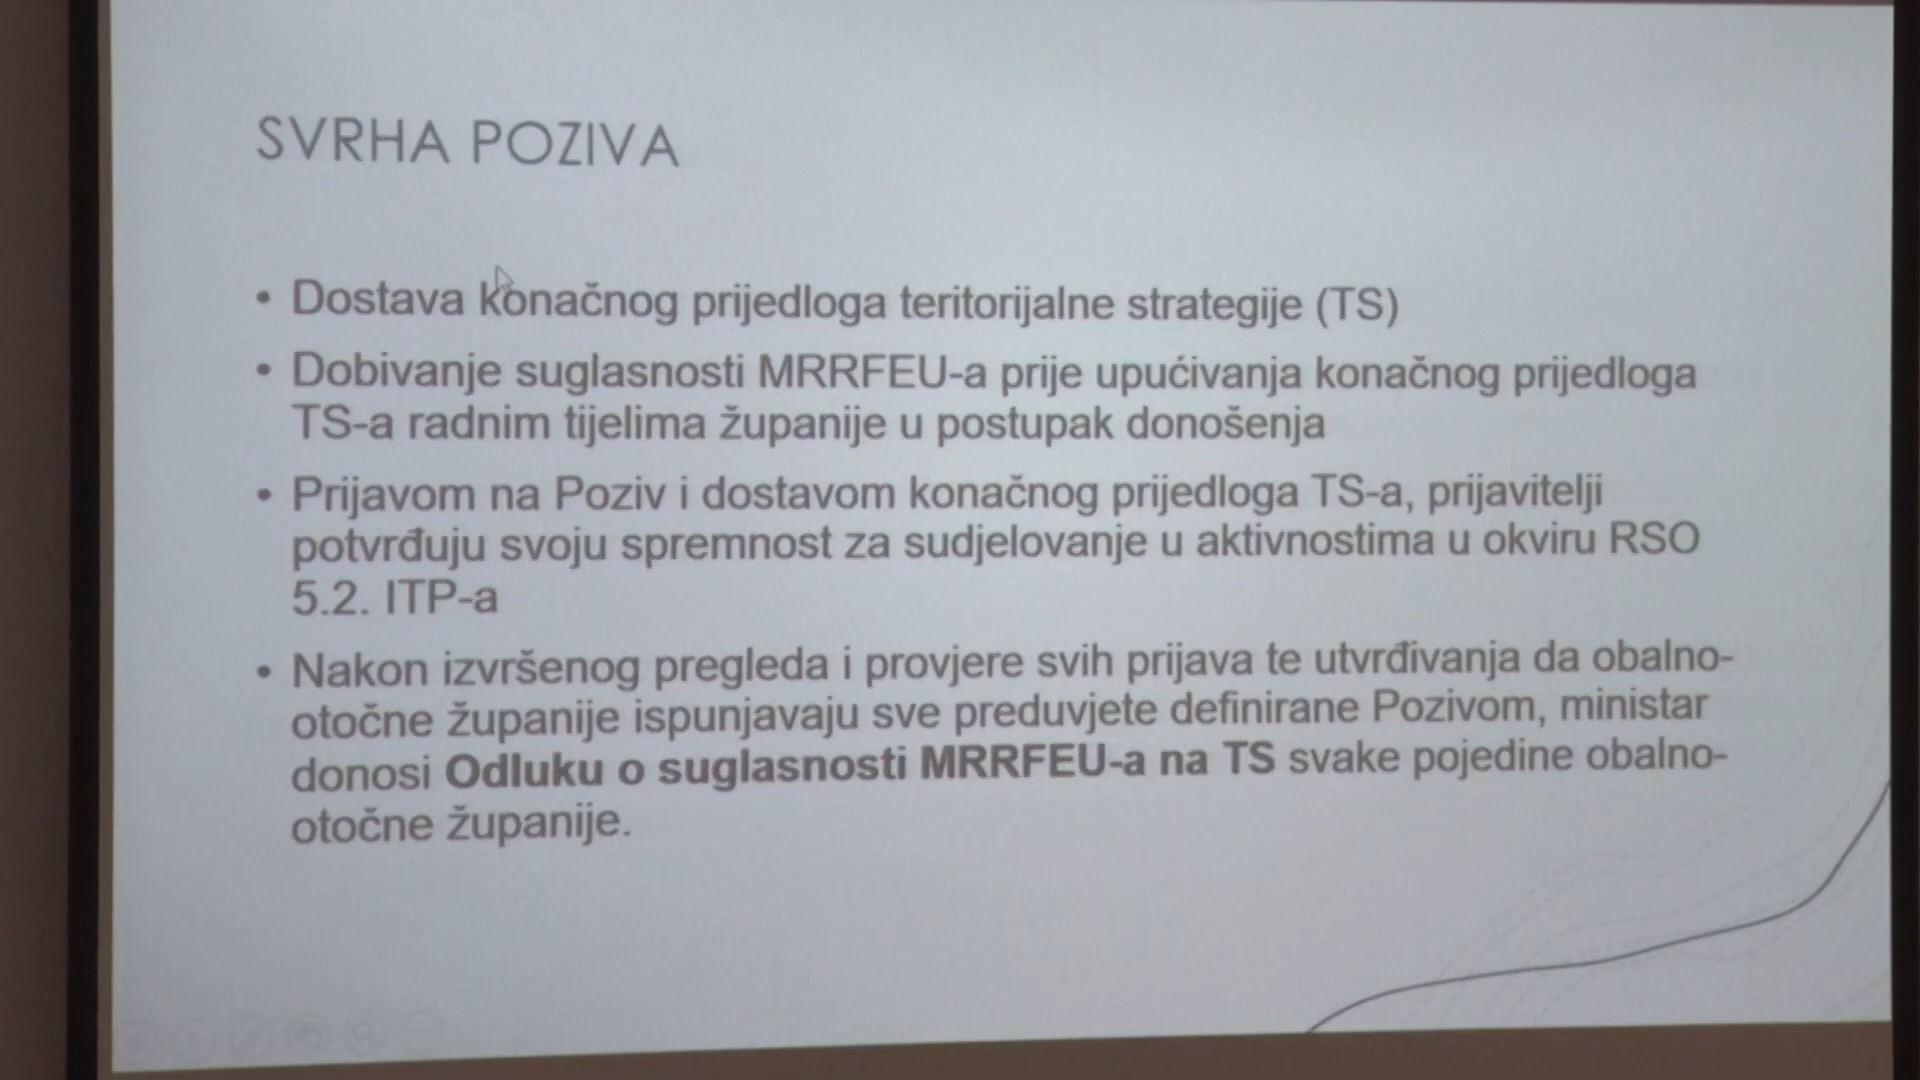 SVRHA POZIVA
• Dostava konačnog prijedloga teritorijalne strategije (TS)
• Dobivanje suglasnosti MRRFEU-a prije upućivanja konačnog prijedloga
TS-a radnim tijelima županije u postupak donošenja
• Prijavom na Poziv i dostavom konačnog prijedloga TS-a, prijavitelji
potvrđuju svoju spremnost za sudjelovanje u aktivnostima u okviru RSO
5.2. ITP-a
• Nakon izvršenog pregleda i provjere svih prijava te utvrđivanja da obalno-
otočne županije ispunjavaju sve preduvjete definirane Pozivom, ministar
donosi Odluku o suglasnosti MRRFEU-a na TS svake pojedine obalno-
otočne županije.